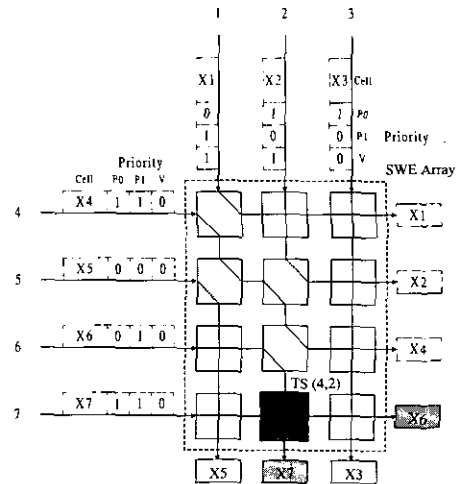 1 2 3
X1 X2 X3 Cell
0 1 1 P0
1 0 0 P1 Priority
1 1 0 V
SWE Array
Priority
Cell P0 P1 V
4 X4 1 1 0 X1
5 X5 0 0 0 X2
6 X6 0 1 0 X4
TS (4,2)
7 X7 1 1 0 X6
X5 X7 X3